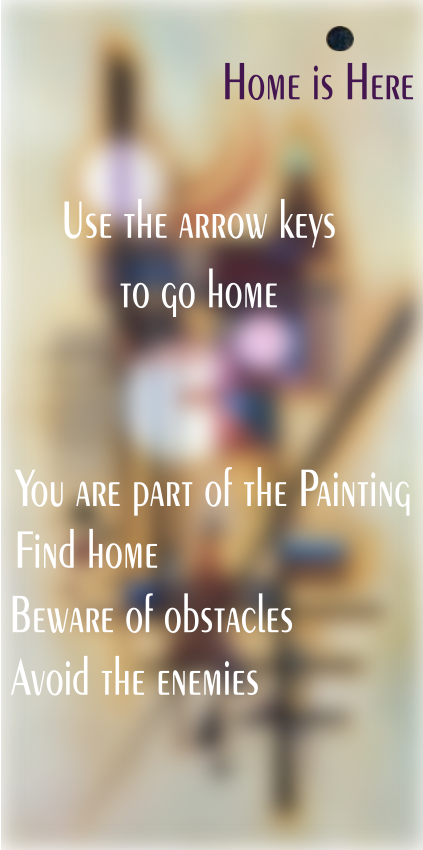 Home is Here
Use the arrow keys
to go home
You are part of the Painting
Find home
Beware of obstacles
Avoid the enemies